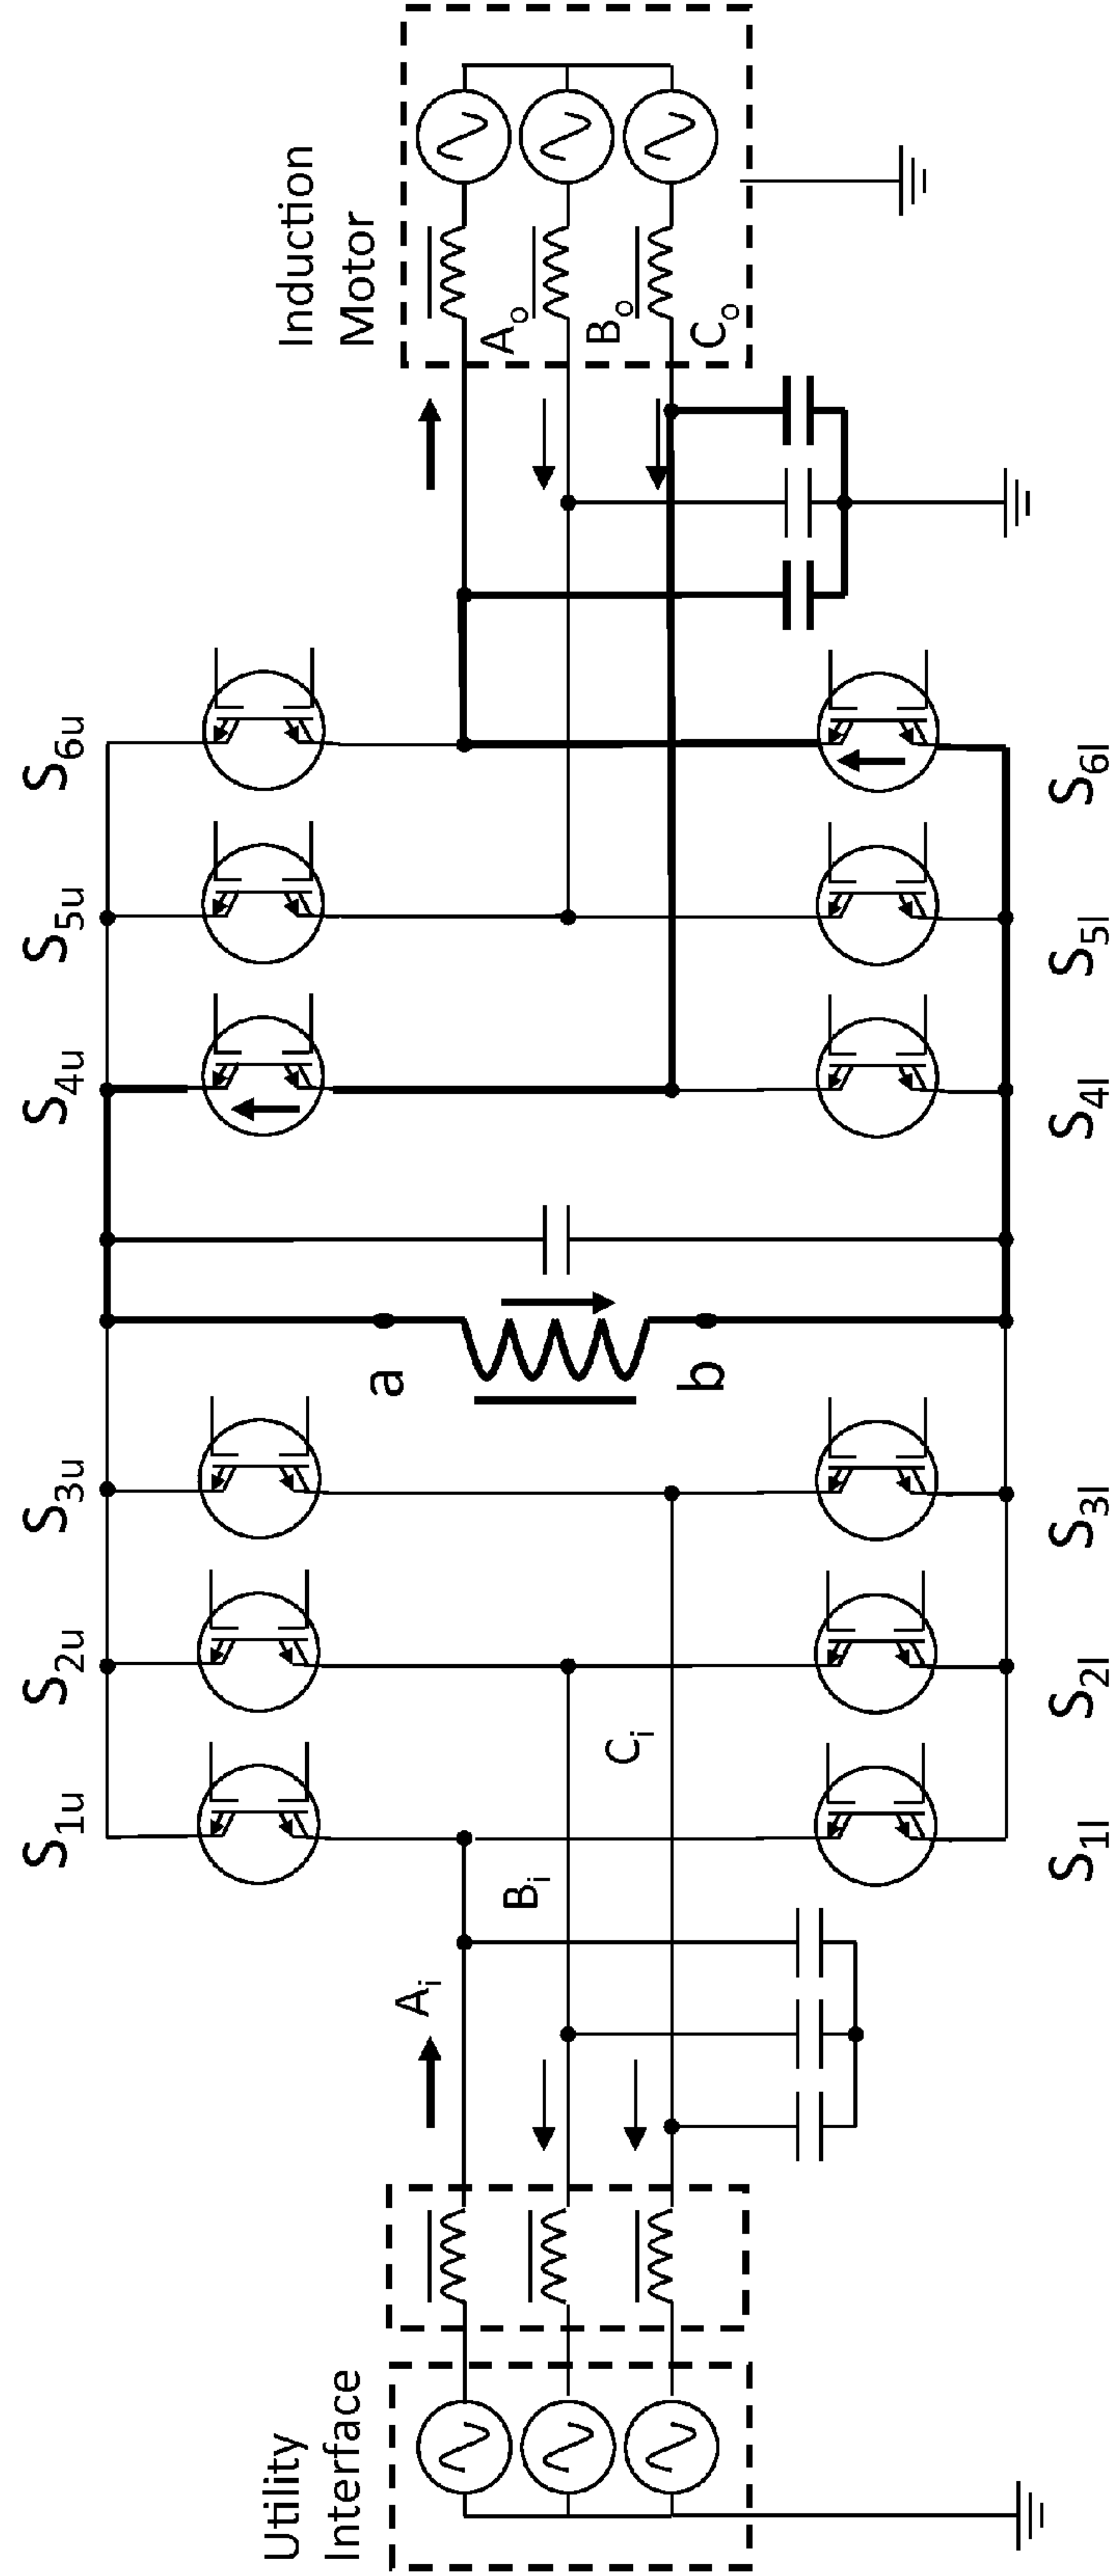 Utility
Interface
Induction
Motor
S1u
S2u
S3u
S4u
S5u
S6u
Ai
Bi
Ci
a
b
Ao
Bo
Co
S1l
S2l
S3l
S4l
S5l
S6l